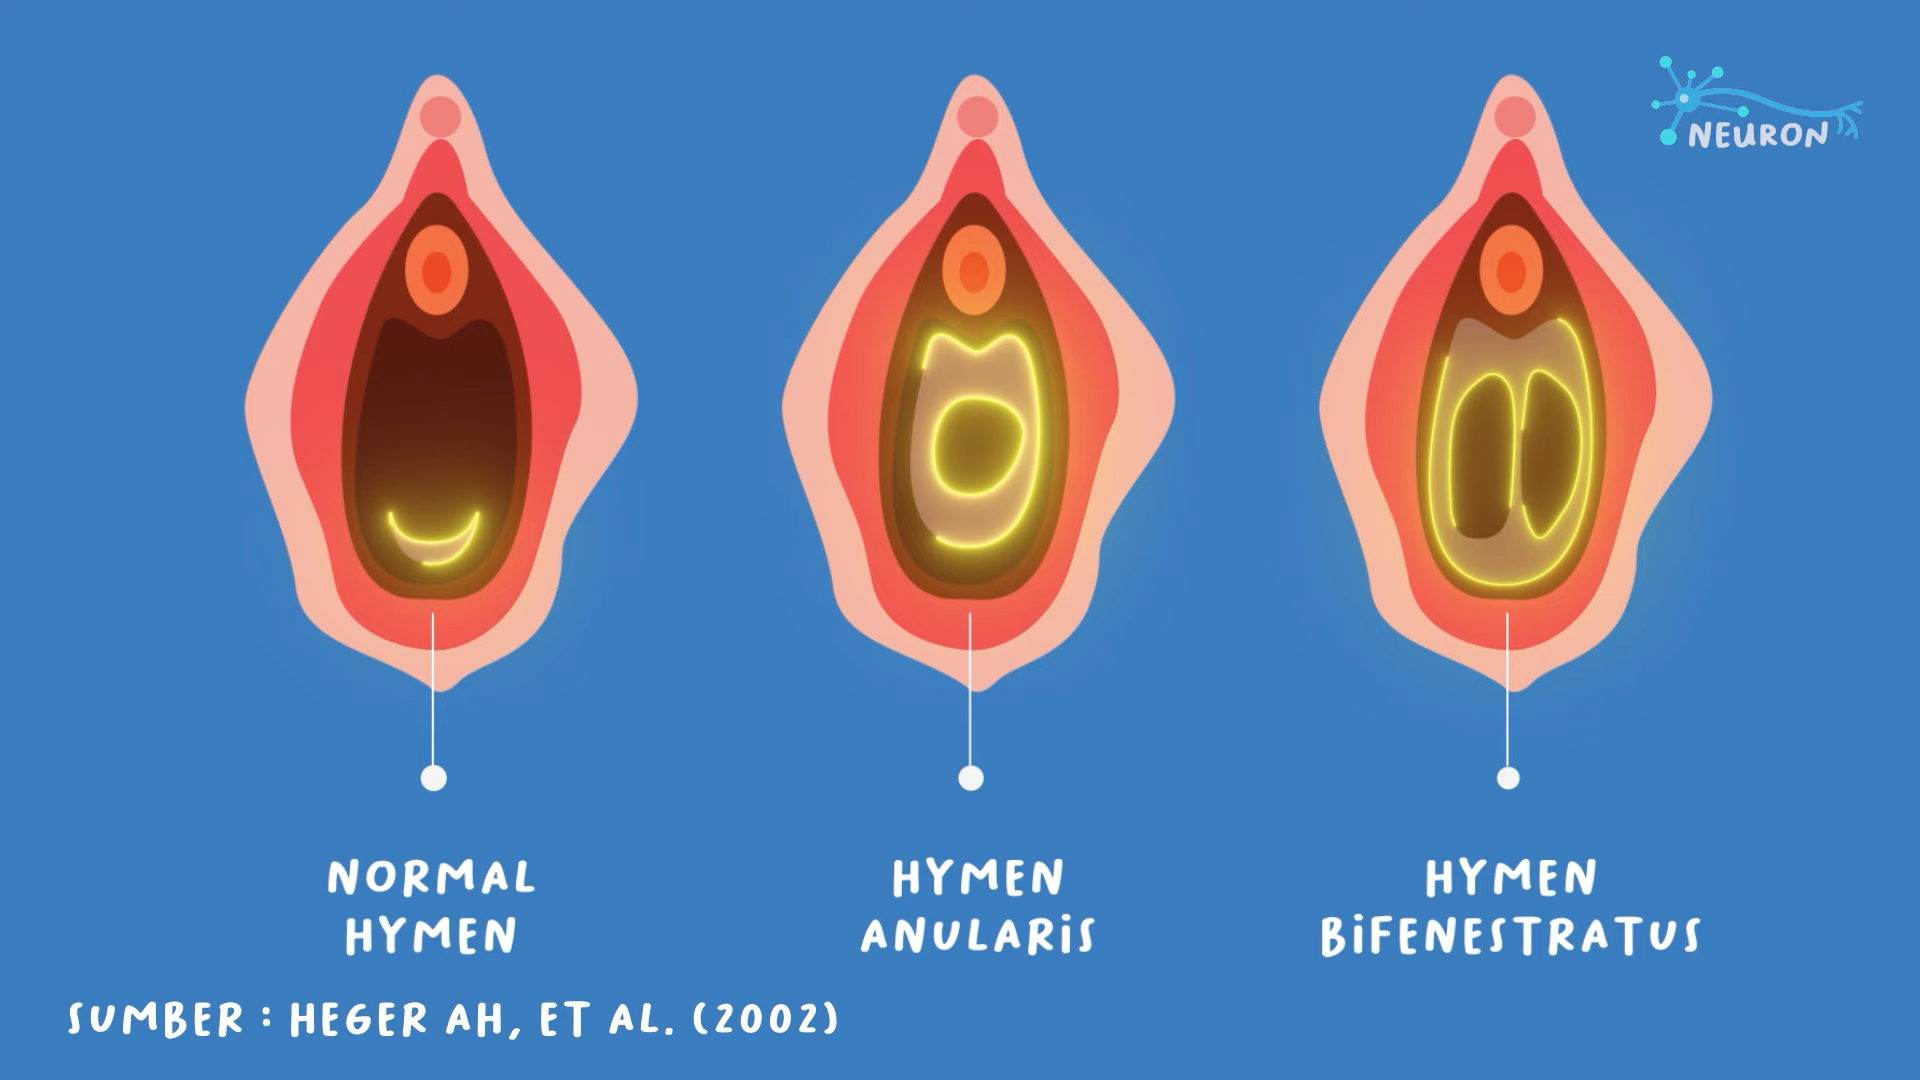 NEURON
NORMAL
HYMEN
HYMEN
ANULARiS
HYMEN
BiFENESTRATUS
SUMBER : HEGER AH, ET AL. (2002)